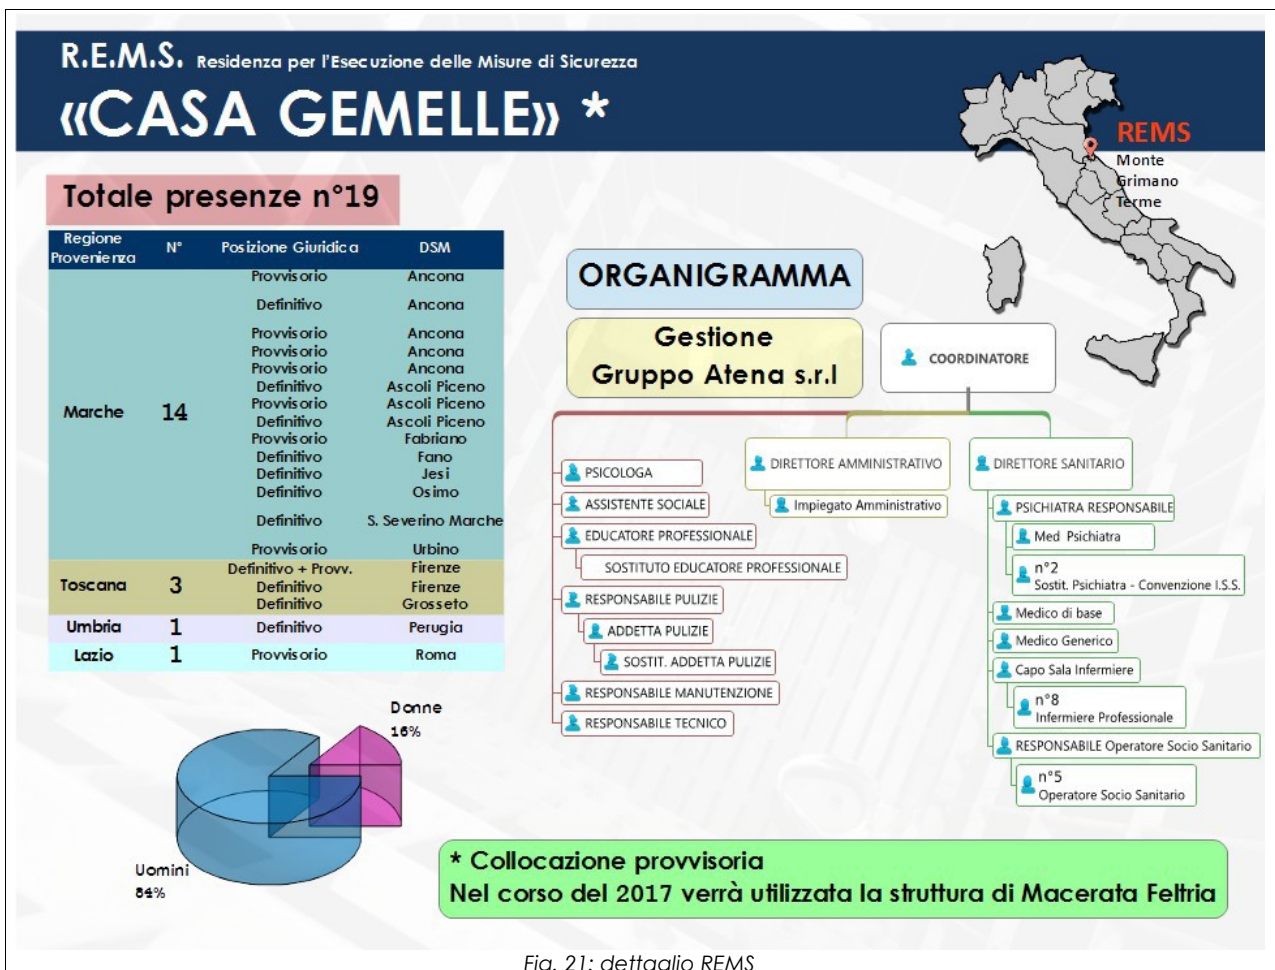 R.E.M.S. Residenza per l'Esecuzione delle Misure di Sicurezza
«CASA GEMELLE» *
REMS
Monte
Grimano
Terme
Totale presenze n°19
Regione Provenienza N° Posizione Giuridica DSM
Provvisorio Ancona
Definitivo Ancona
Provvisorio Ancona
Provvisorio Ancona
Provvisorio Ancona
Definitivo Ascoli Piceno
Marche 14 Provvisorio Ascoli Piceno
Definitivo Ascoli Piceno
Provvisorio Fabriano
Definitivo Fano
Definitivo Jesi
Definitivo Osimo
Definitivo S. Severino Marche
Provvisorio Urbino
Definitivo + Provv. Firenze
Toscana 3 Definitivo Firenze
Definitivo Grosseto
Umbria 1 Definitivo Perugia
Lazio 1 Provvisorio Roma
Donne
16%
Uomini
84%
ORGANIGRAMMA
Gestione
Gruppo Atena s.r.l
COORDINATORE
PSICOLOGA
ASSISTENTE SOCIALE
EDUCATORE PROFESSIONALE
SOSTITUTO EDUCATORE PROFESSIONALE
RESPONSABILE PULIZIE
ADDETTA PULIZIE
SOSTIT. ADDETTA PULIZIE
RESPONSABILE MANUTENZIONE
RESPONSABILE TECNICO
DIRETTORE AMMINISTRATIVO
Impiegato Amministrativo
DIRETTORE SANITARIO
PSICHIATRA RESPONSABILE
Med Psichiatra
n°2
Sostit. Psichiatra - Convenzione I.S.S.
Medico di base
Medico Generico
Capo Sala Infermiere
n°8
Infermiere Professionale
RESPONSABILE Operatore Socio Sanitario
n°5
Operatore Socio Sanitario
* Collocazione provvisoria
Nel corso del 2017 verrà utilizzata la struttura di Macerata Feltria
Fig. 21: dettaglio REMS